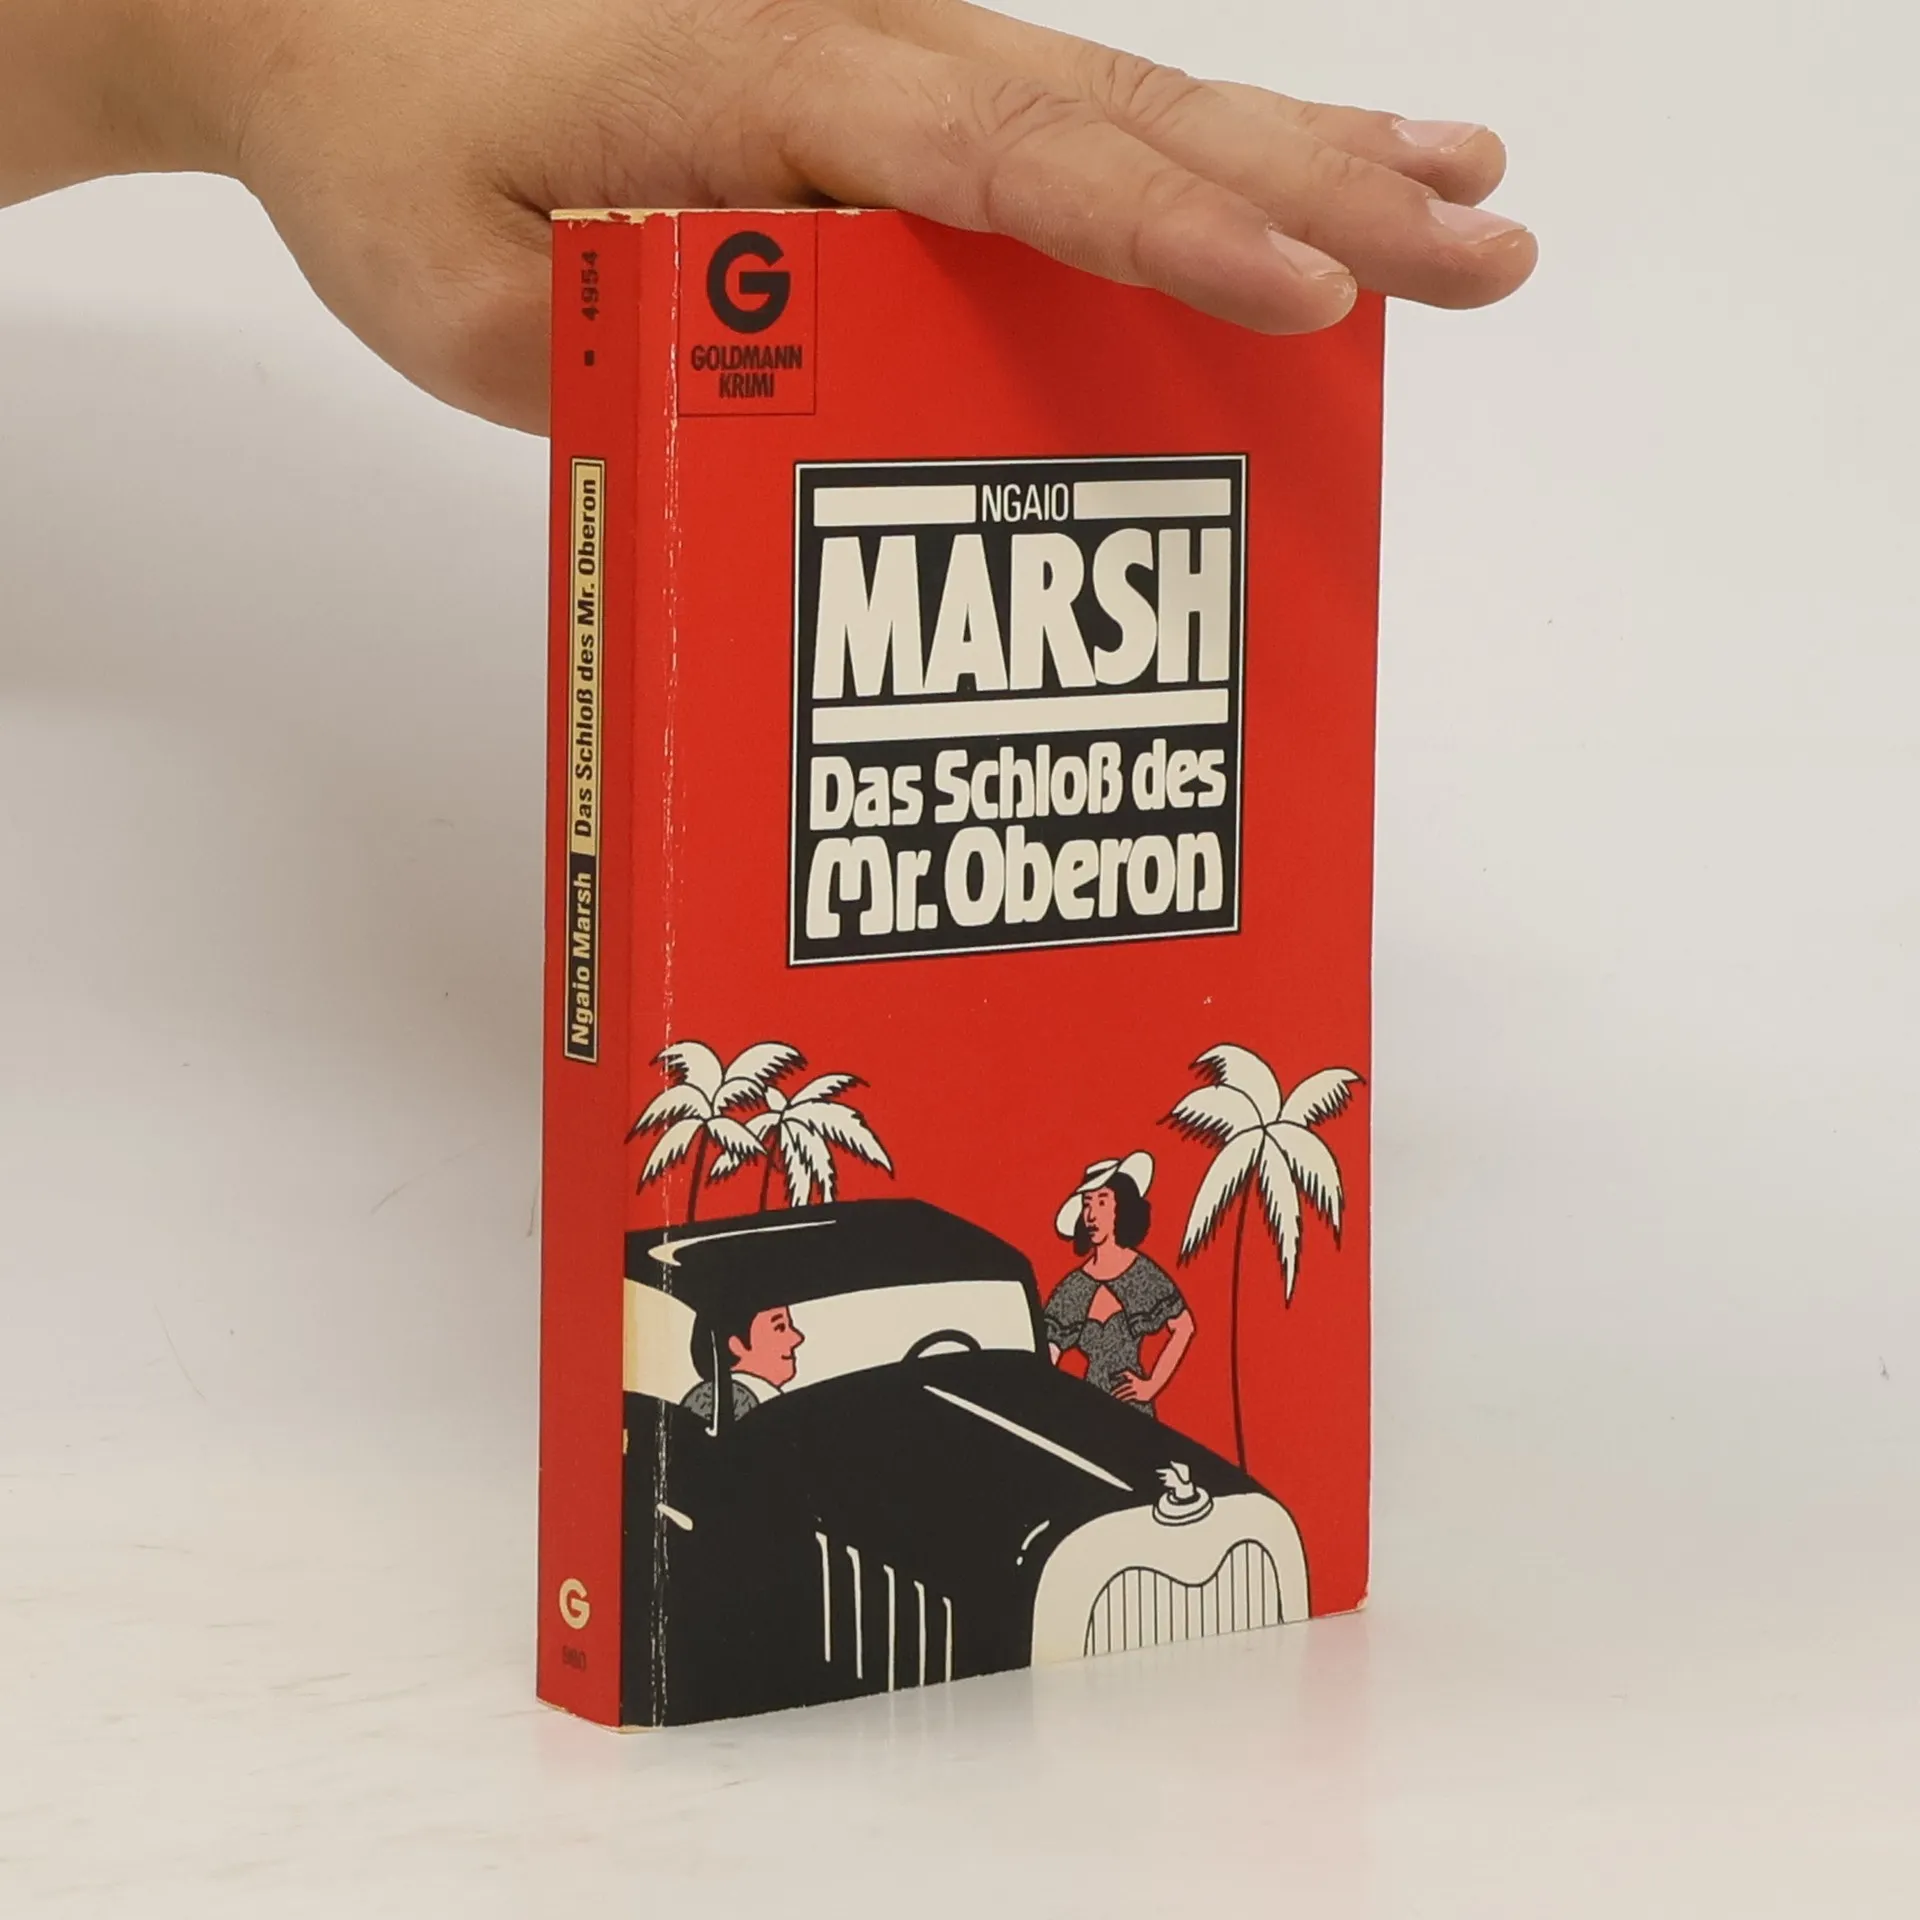 4954
Ngaio Marsh Das Schloß des Mr. Oberon
G
G
GOLDMANN
KRIMI
NGAIO
MARSH
Das Schloß des
Mr. Oberon